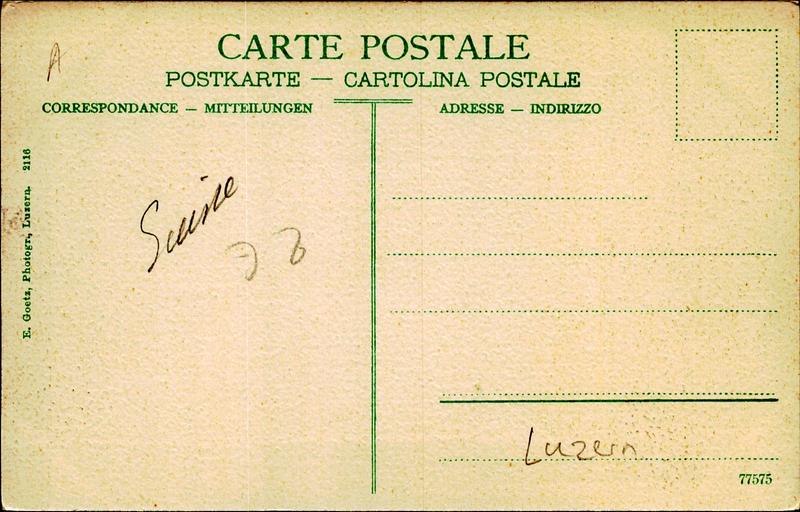 A
CARTE POSTALE
POSTKARTE — CARTOLINA POSTALE
CORRESPONDANCE — MITTEILUNGEN
ADRESSE — INDIRIZZO
E. Goetz, Photogr., Luzern. 2116
Suisse
Luzern
77575